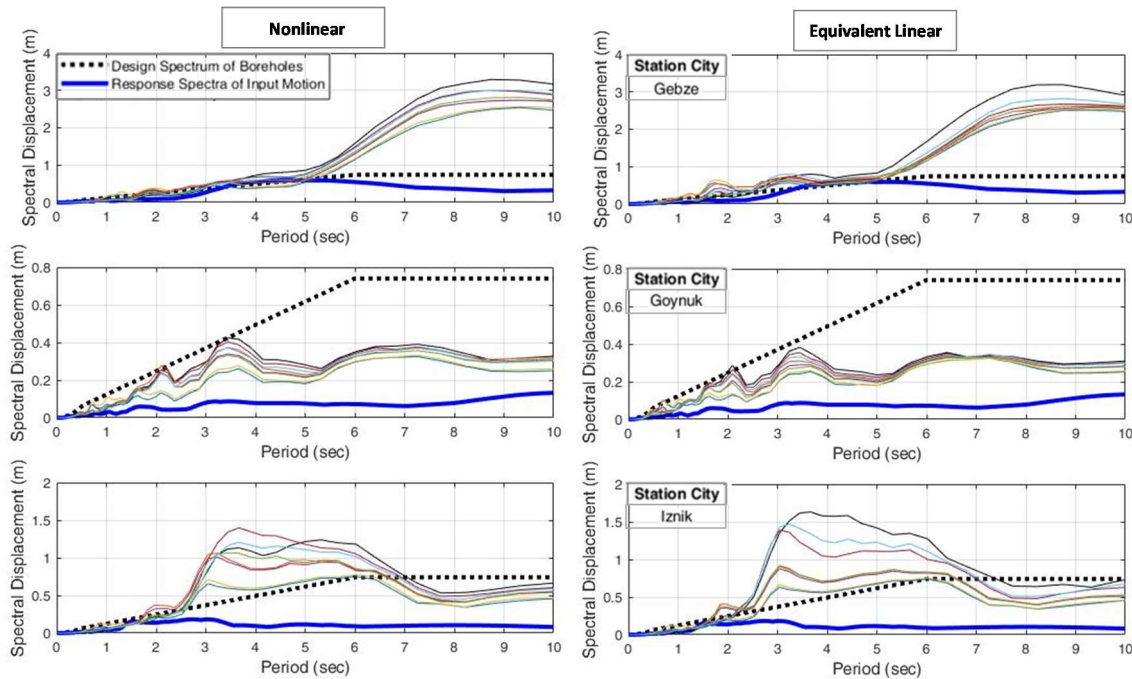 Nonlinear
Equivalent Linear
Spectral Displacement (m)
4
3
2
1
0
Design Spectrum of Boreholes
Response Spectra of Input Motion
0 1 2 3 4 5 6 7 8 9 10
Period (sec)
Spectral Displacement (m)
4
3
2
1
0
Station City
Gebze
0 1 2 3 4 5 6 7 8 9 10
Period (sec)
Spectral Displacement (m)
0.8
0.6
0.4
0.2
0
0 1 2 3 4 5 6 7 8 9 10
Period (sec)
Spectral Displacement (m)
0.8
0.6
0.4
0.2
0
Station City
Goynuk
0 1 2 3 4 5 6 7 8 9 10
Period (sec)
Spectral Displacement (m)
2
1.5
1
0.5
0
0 1 2 3 4 5 6 7 8 9 10
Period (sec)
Spectral Displacement (m)
2
1.5
1
0.5
0
Station City
Iznik
0 1 2 3 4 5 6 7 8 9 10
Period (sec)